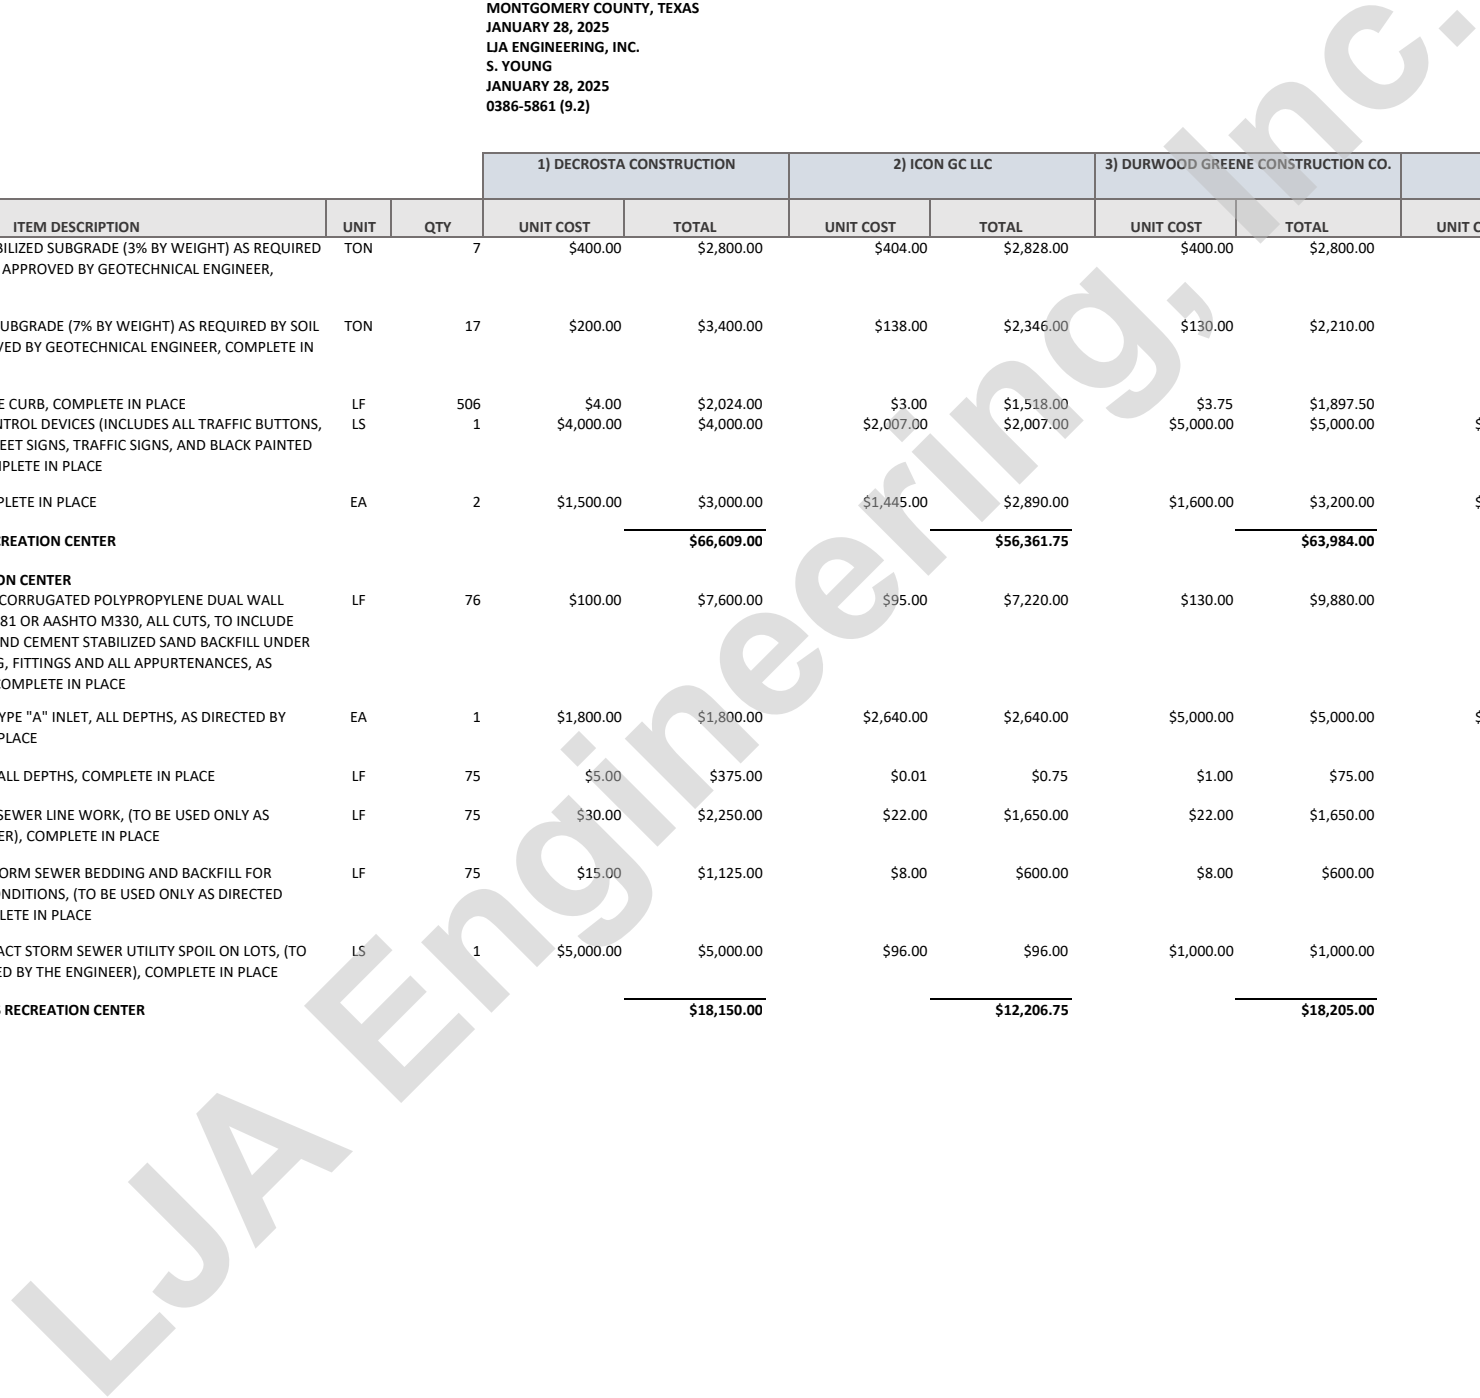 MONTGOMERY COUNTY, TEXAS
JANUARY 28, 2025
LJA ENGINEERING, INC.
S. YOUNG
JANUARY 28, 2025
0386-5861 (9.2)
1) DECROSTA CONSTRUCTION 2) ICON GC LLC 3) DURWOOD GREENE CONSTRUCTION CO.
ITEM DESCRIPTION UNIT QTY UNIT COST TOTAL UNIT COST TOTAL UNIT COST TOTAL UNIT C
BILIZED SUBGRADE (3% BY WEIGHT) AS REQUIRED TON 7 $400.00 $2,800.00 $404.00 $2,828.00 $400.00 $2,800.00
APPROVED BY GEOTECHNICAL ENGINEER,
UBGRADE (7% BY WEIGHT) AS REQUIRED BY SOIL TON 17 $200.00 $3,400.00 $138.00 $2,346.00 $130.00 $2,210.00
VED BY GEOTECHNICAL ENGINEER, COMPLETE IN
E CURB, COMPLETE IN PLACE LF 506 $4.00 $2,024.00 $3.00 $1,518.00 $3.75 $1,897.50
NTROL DEVICES (INCLUDES ALL TRAFFIC BUTTONS, LS 1 $4,000.00 $4,000.00 $2,007.00 $2,007.00 $5,000.00 $5,000.00 $
EET SIGNS, TRAFFIC SIGNS, AND BLACK PAINTED
MPLETE IN PLACE
PLETE IN PLACE EA 2 $1,500.00 $3,000.00 $1,445.00 $2,890.00 $1,600.00 $3,200.00 $
CREATION CENTER $66,609.00 $56,361.75 $63,984.00
ON CENTER
CORRUGATED POLYPROPYLENE DUAL WALL LF 76 $100.00 $7,600.00 $95.00 $7,220.00 $130.00 $9,880.00
81 OR AASHTO M330, ALL CUTS, TO INCLUDE
ND CEMENT STABILIZED SAND BACKFILL UNDER
G, FITTINGS AND ALL APPURTENANCES, AS
COMPLETE IN PLACE
YPE "A" INLET, ALL DEPTHS, AS DIRECTED BY EA 1 $1,800.00 $1,800.00 $2,640.00 $2,640.00 $5,000.00 $5,000.00 $
PLACE
ALL DEPTHS, COMPLETE IN PLACE LF 75 $5.00 $375.00 $0.01 $0.75 $1.00 $75.00
SEWER LINE WORK, (TO BE USED ONLY AS LF 75 $30.00 $2,250.00 $22.00 $1,650.00 $22.00 $1,650.00
ER), COMPLETE IN PLACE
ORM SEWER BEDDING AND BACKFILL FOR LF 75 $15.00 $1,125.00 $8.00 $600.00 $8.00 $600.00
ONDITIONS, (TO BE USED ONLY AS DIRECTED
LETE IN PLACE
ACT STORM SEWER UTILITY SPOIL ON LOTS, (TO LS 1 $5,000.00 $5,000.00 $96.00 $96.00 $1,000.00 $1,000.00
ED BY THE ENGINEER), COMPLETE IN PLACE
RECREATION CENTER $18,150.00 $12,206.75 $18,205.00
LJA Engineering, Inc.